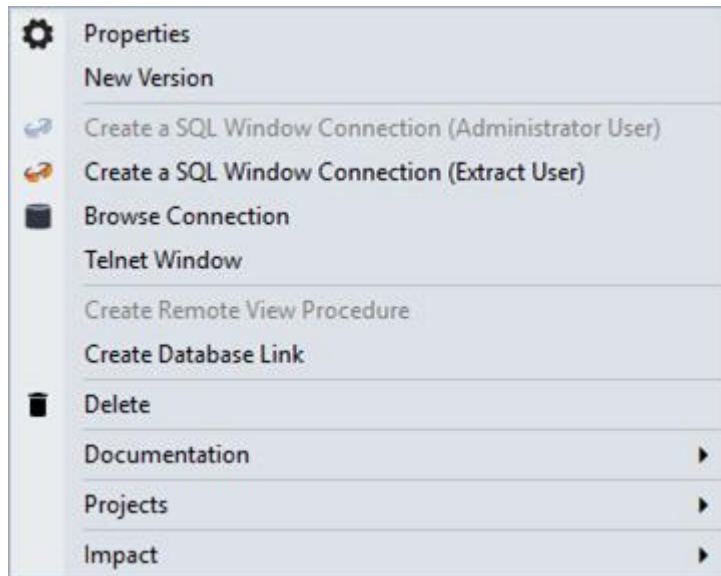 Properties
New Version
Create a SQL Window Connection (Administrator User)
Create a SQL Window Connection (Extract User)
Browse Connection
Telnet Window
Create Remote View Procedure
Create Database Link
Delete
Documentation
Projects
Impact